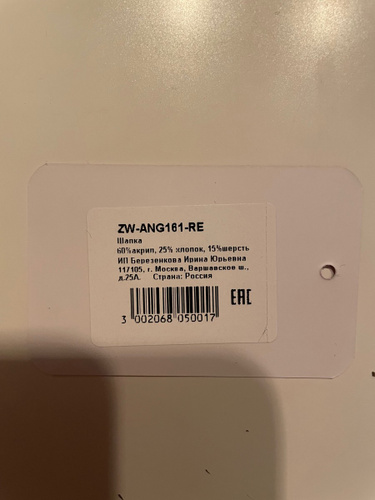 ZW-ANG161-RE
Шапка
60%акрил, 25% хлопок, 15%шерсть
ИП Березенкова Ирина Юрьевна
117105, г. Москва, Варшавское ш.,
д.25А. Страна: Россия
EAC
3 002068 050017